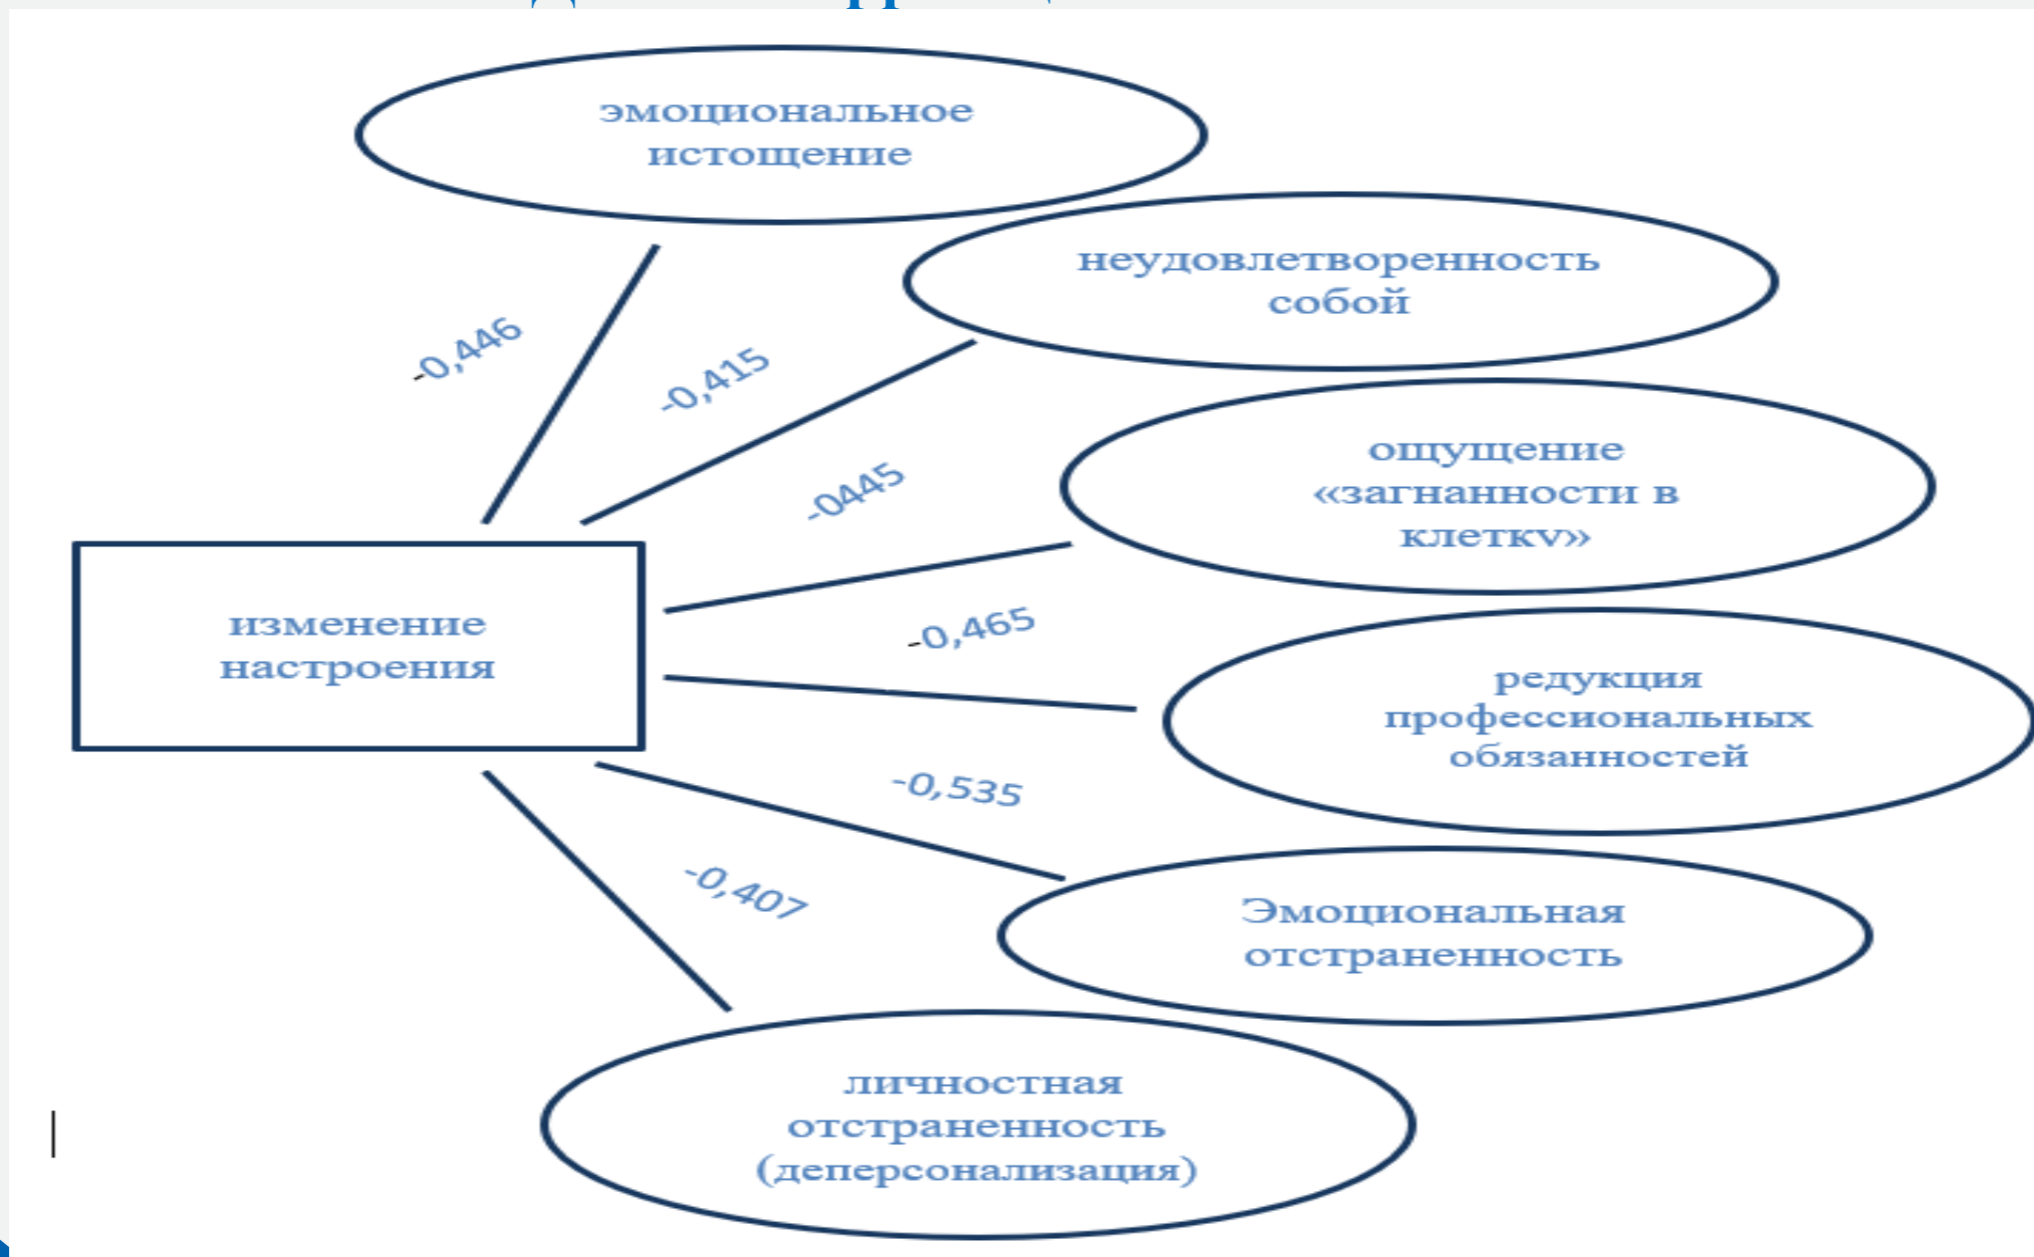 эмоциональное
истощение
неудовлетворенность
собой
-0,446
-0,415
ощущение
«загнанности в
клетку»
-0445
изменение
настроения
-0,465
редукция
профессиональных
обязанностей
-0,535
Эмоциональная
отстраненность
-0,407
личностная
отстраненность
(деперсонализация)